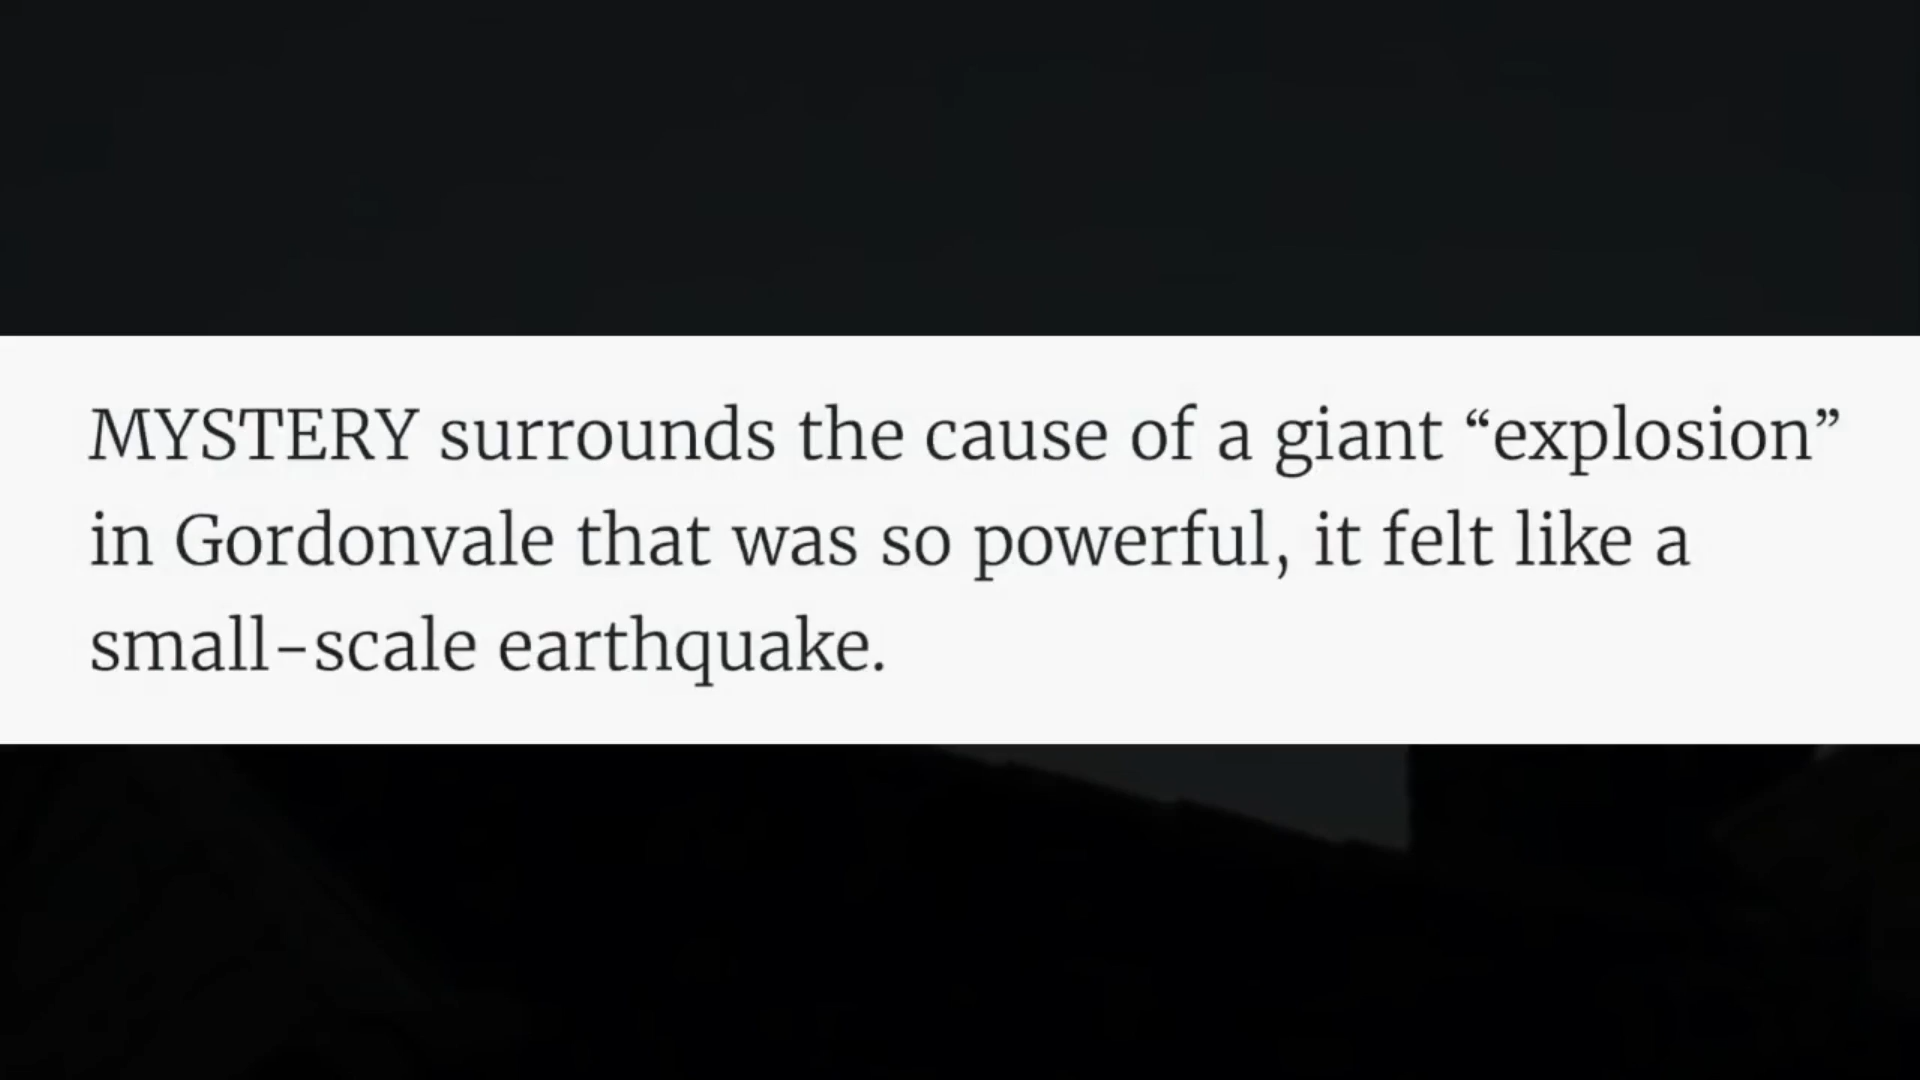 MYSTERY surrounds the cause of a giant “explosion”
in Gordonvale that was so powerful, it felt like a
small-scale earthquake.